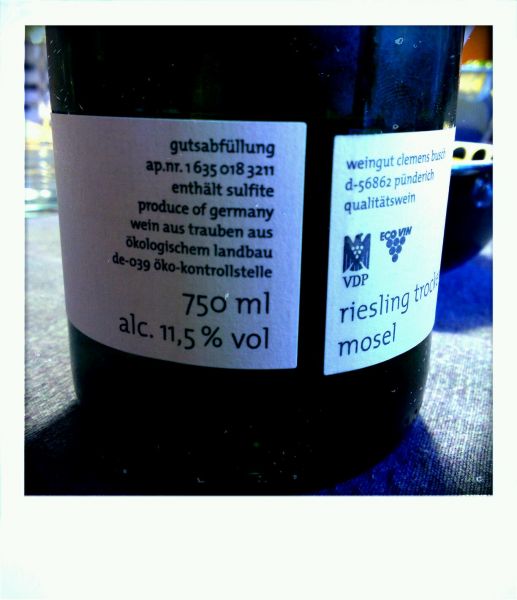 gutsabfüllung
ap.nr. 1 635 018 3211
enthält sulfite
produce of germany
wein aus trauben aus
ökologischem landbau
de-039 öko-kontrollstelle
750 ml
alc. 11,5 % vol
weingut clemens busch
d-56862 pünderich
qualitätswein
ECO VIN
VDP
riesling trocke
mosel